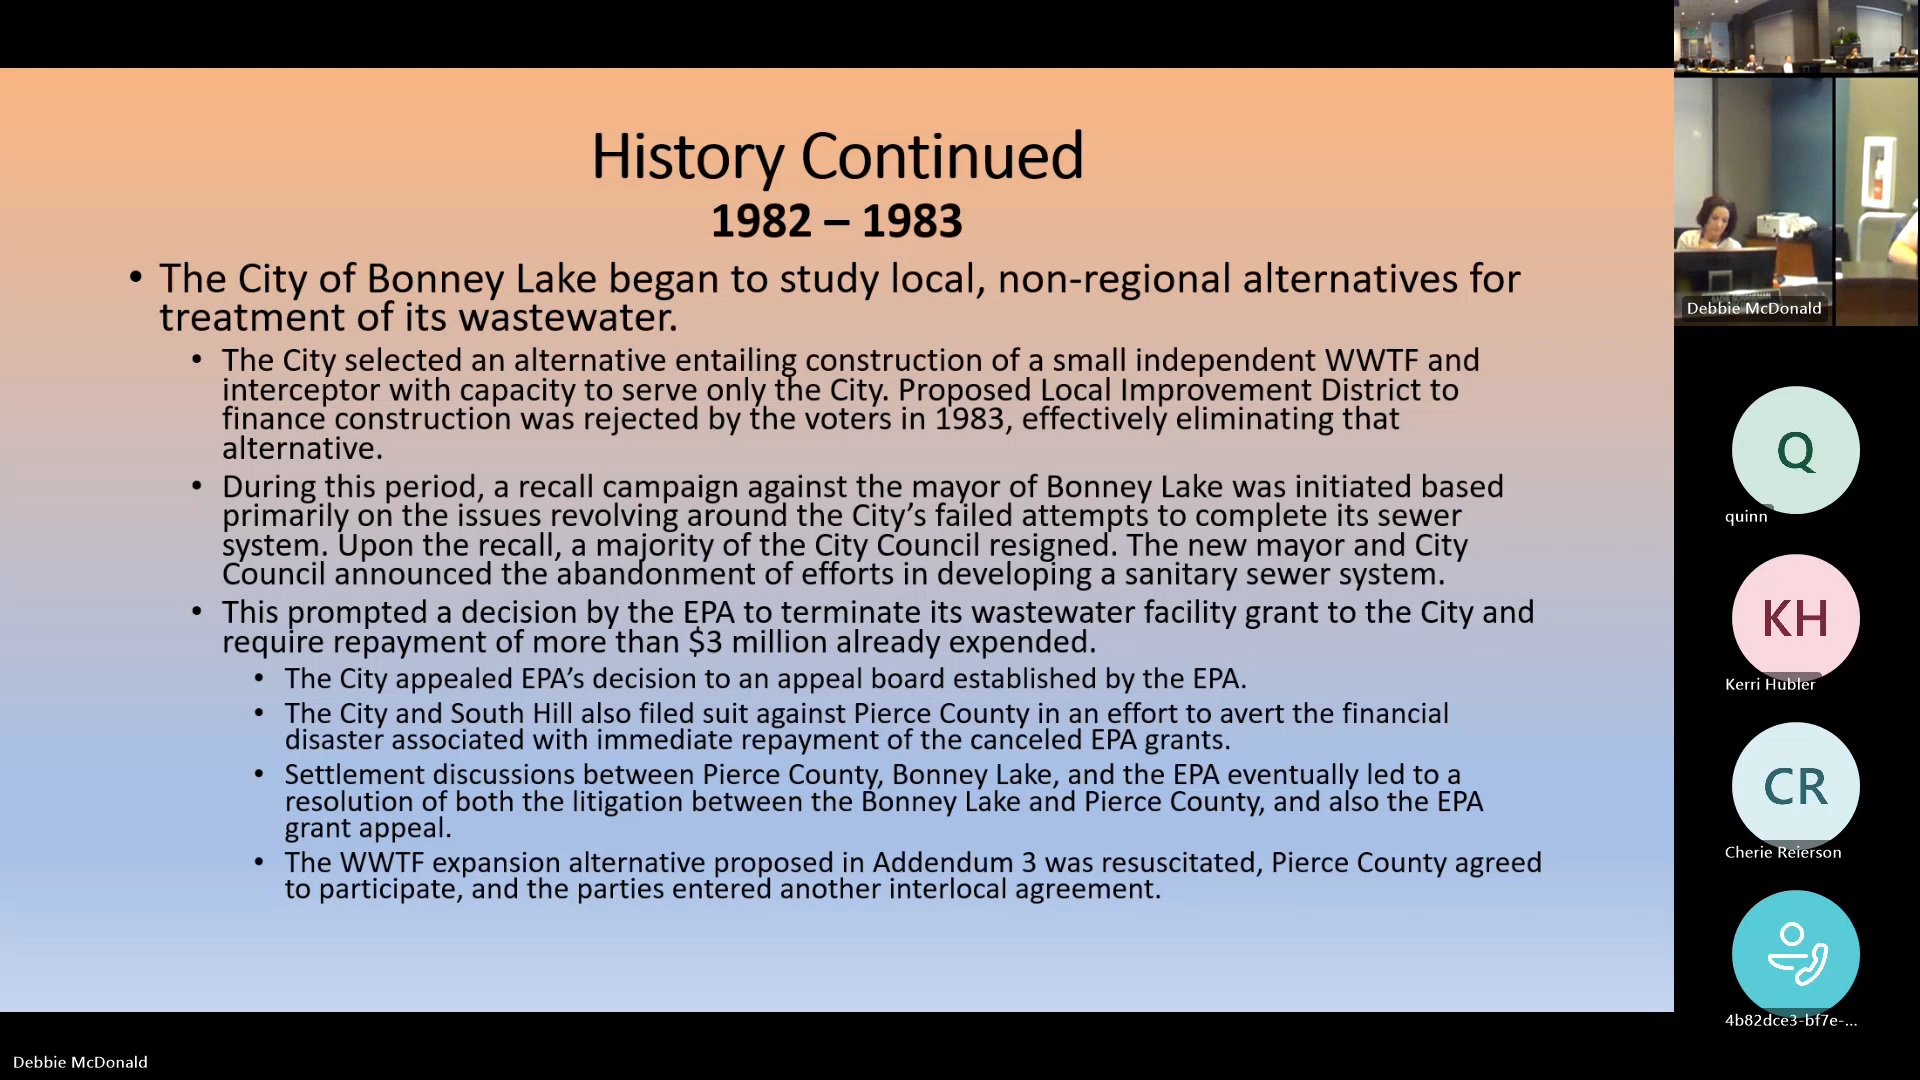 History Continued
1982 – 1983
• The City of Bonney Lake began to study local, non-regional alternatives for
treatment of its wastewater.
• The City selected an alternative entailing construction of a small independent WWTF and
interceptor with capacity to serve only the City. Proposed Local Improvement District to
finance construction was rejected by the voters in 1983, effectively eliminating that
alternative.
• During this period, a recall campaign against the mayor of Bonney Lake was initiated based
primarily on the issues revolving around the City’s failed attempts to complete its sewer
system. Upon the recall, a majority of the City Council resigned. The new mayor and City
Council announced the abandonment of efforts in developing a sanitary sewer system.
• This prompted a decision by the EPA to terminate its wastewater facility grant to the City and
require repayment of more than $3 million already expended.
• The City appealed EPA’s decision to an appeal board established by the EPA.
• The City and South Hill also filed suit against Pierce County in an effort to avert the financial
disaster associated with immediate repayment of the canceled EPA grants.
• Settlement discussions between Pierce County, Bonney Lake, and the EPA eventually led to a
resolution of both the litigation between the Bonney Lake and Pierce County, and also the EPA
grant appeal.
• The WWTF expansion alternative proposed in Addendum 3 was resuscitated, Pierce County agreed
to participate, and the parties entered another interlocal agreement.
Debbie McDonald
Q
quinn
KH
Kerri Hubler
CR
Cherie Reierson
4b82dce3-bf7e-...
Debbie McDonald